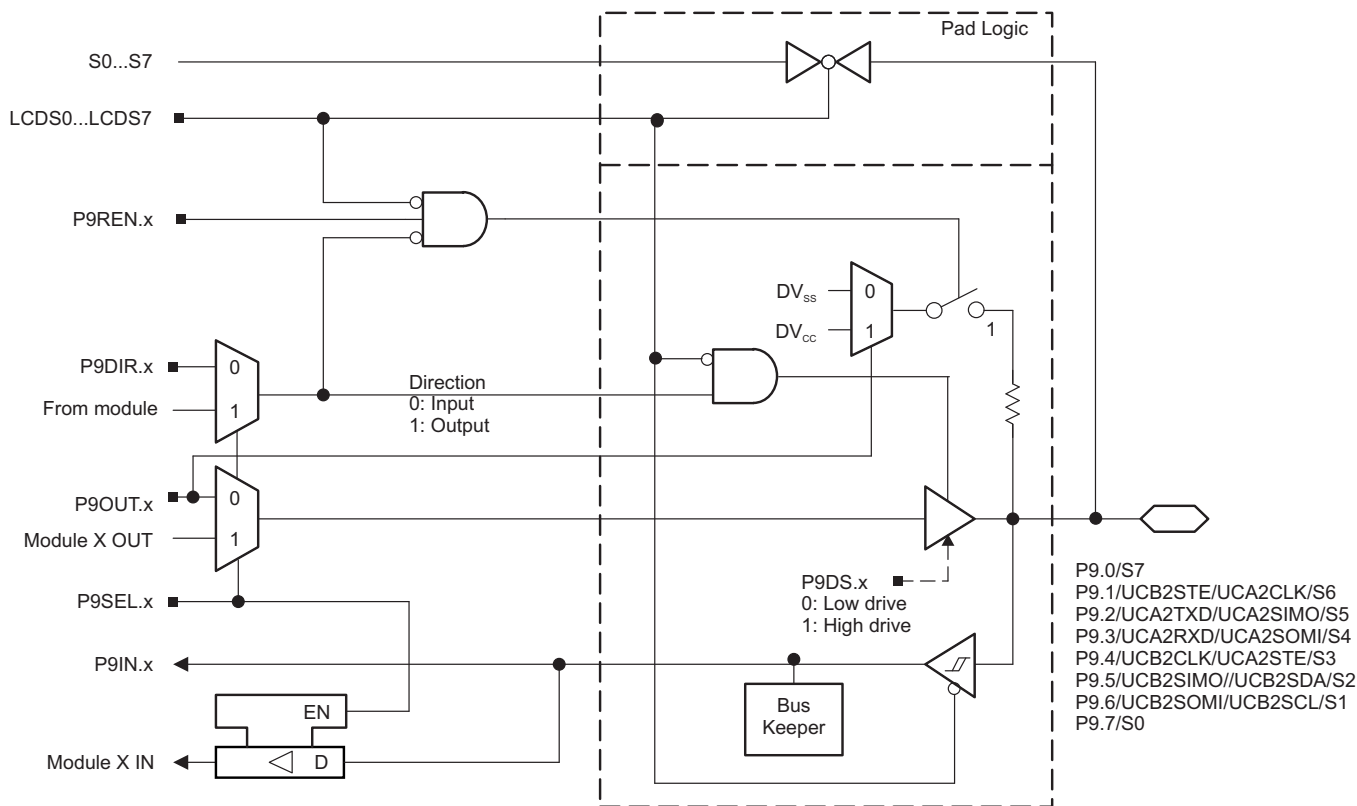 Pad Logic
S0...S7
LCDS0...LCDS7
P9REN.x
DVSS
0
DVCC
1
1
P9DIR.x
0
From module
1
Direction
0: Input
1: Output
P9OUT.x
0
Module X OUT
1
P9SEL.x
P9DS.x
0: Low drive
1: High drive
P9IN.x
EN
Bus
Keeper
Module X IN
D
P9.0/S7
P9.1/UCB2STE/UCA2CLK/S6
P9.2/UCA2TXD/UCA2SIMO/S5
P9.3/UCA2RXD/UCA2SOMI/S4
P9.4/UCB2CLK/UCA2STE/S3
P9.5/UCB2SIMO//UCB2SDA/S2
P9.6/UCB2SOMI/UCB2SCL/S1
P9.7/S0